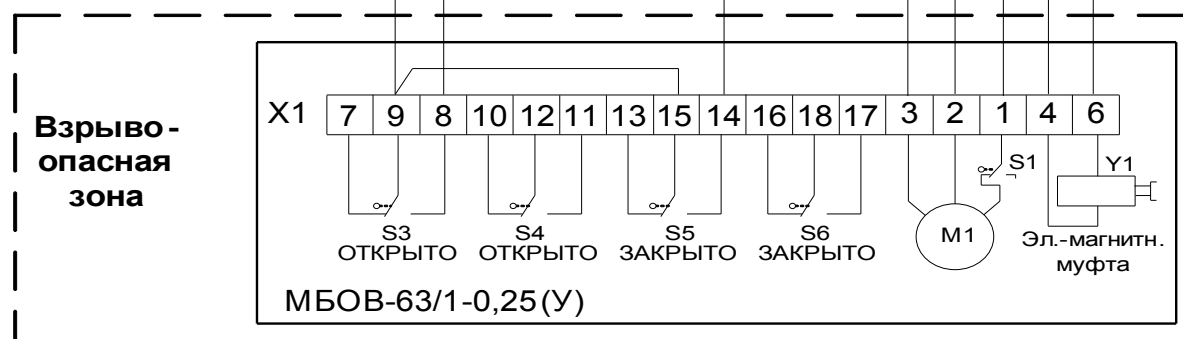 Взрыво-
опасная
зона
X1 7 9 8 10 12 11 13 15 14 16 18 17 3 2 1 4 6
S1
Y1
S3
ОТКРЫТО
S4
ОТКРЫТО
S5
ЗАКРЫТО
S6
ЗАКРЫТО
M1
Эл.-магнитн.
муфта
МБОВ-63/1-0,25(У)